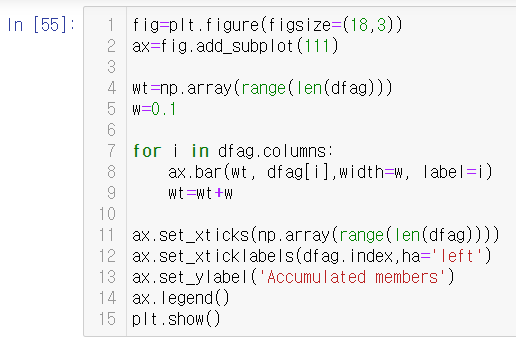 In [55]:
1 fig=plt.figure(figsize=(18,3))
2 ax=fig.add_subplot(111)
3
4 wt=np.array(range(len(dfag)))
5 w=0.1
6
7 for i in dfag.columns:
8     ax.bar(wt, dfag[i],width=w, label=i)
9     wt=wt+w
10
11 ax.set_xticks(np.array(range(len(dfag))))
12 ax.set_xticklabels(dfag.index,ha='left')
13 ax.set_ylabel('Accumulated members')
14 ax.legend()
15 plt.show()